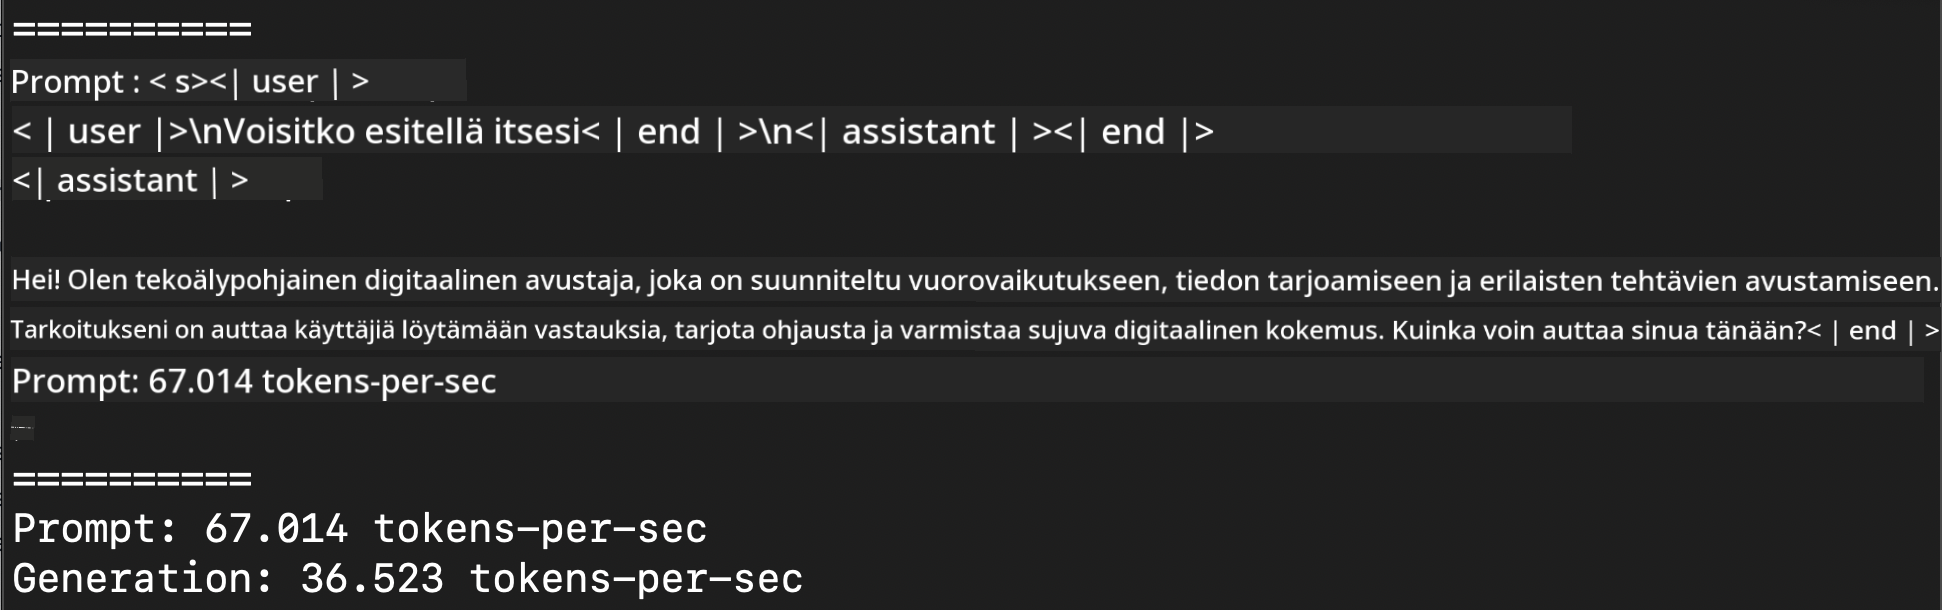 ==========
Prompt : < s><| user | >
< | user |>\nVoisitko esitellä itsesi< | end | >\n<| assistant | ><| end |>
<| assistant | >
Hei! Olen tekoälypohjainen digitaalinen avustaja, joka on suunniteltu vuorovaikutukseen, tiedon tarjoamiseen ja erilaisten tehtävien avustamiseen.
Tarkoitukseni on auttaa käyttäjiä löytämään vastauksia, tarjota ohjausta ja varmistaa sujuva digitaalinen kokemus. Kuinka voin auttaa sinua tänään?< | end | >
Prompt: 67.014 tokens-per-sec
==========
Prompt: 67.014 tokens-per-sec
Generation: 36.523 tokens-per-sec